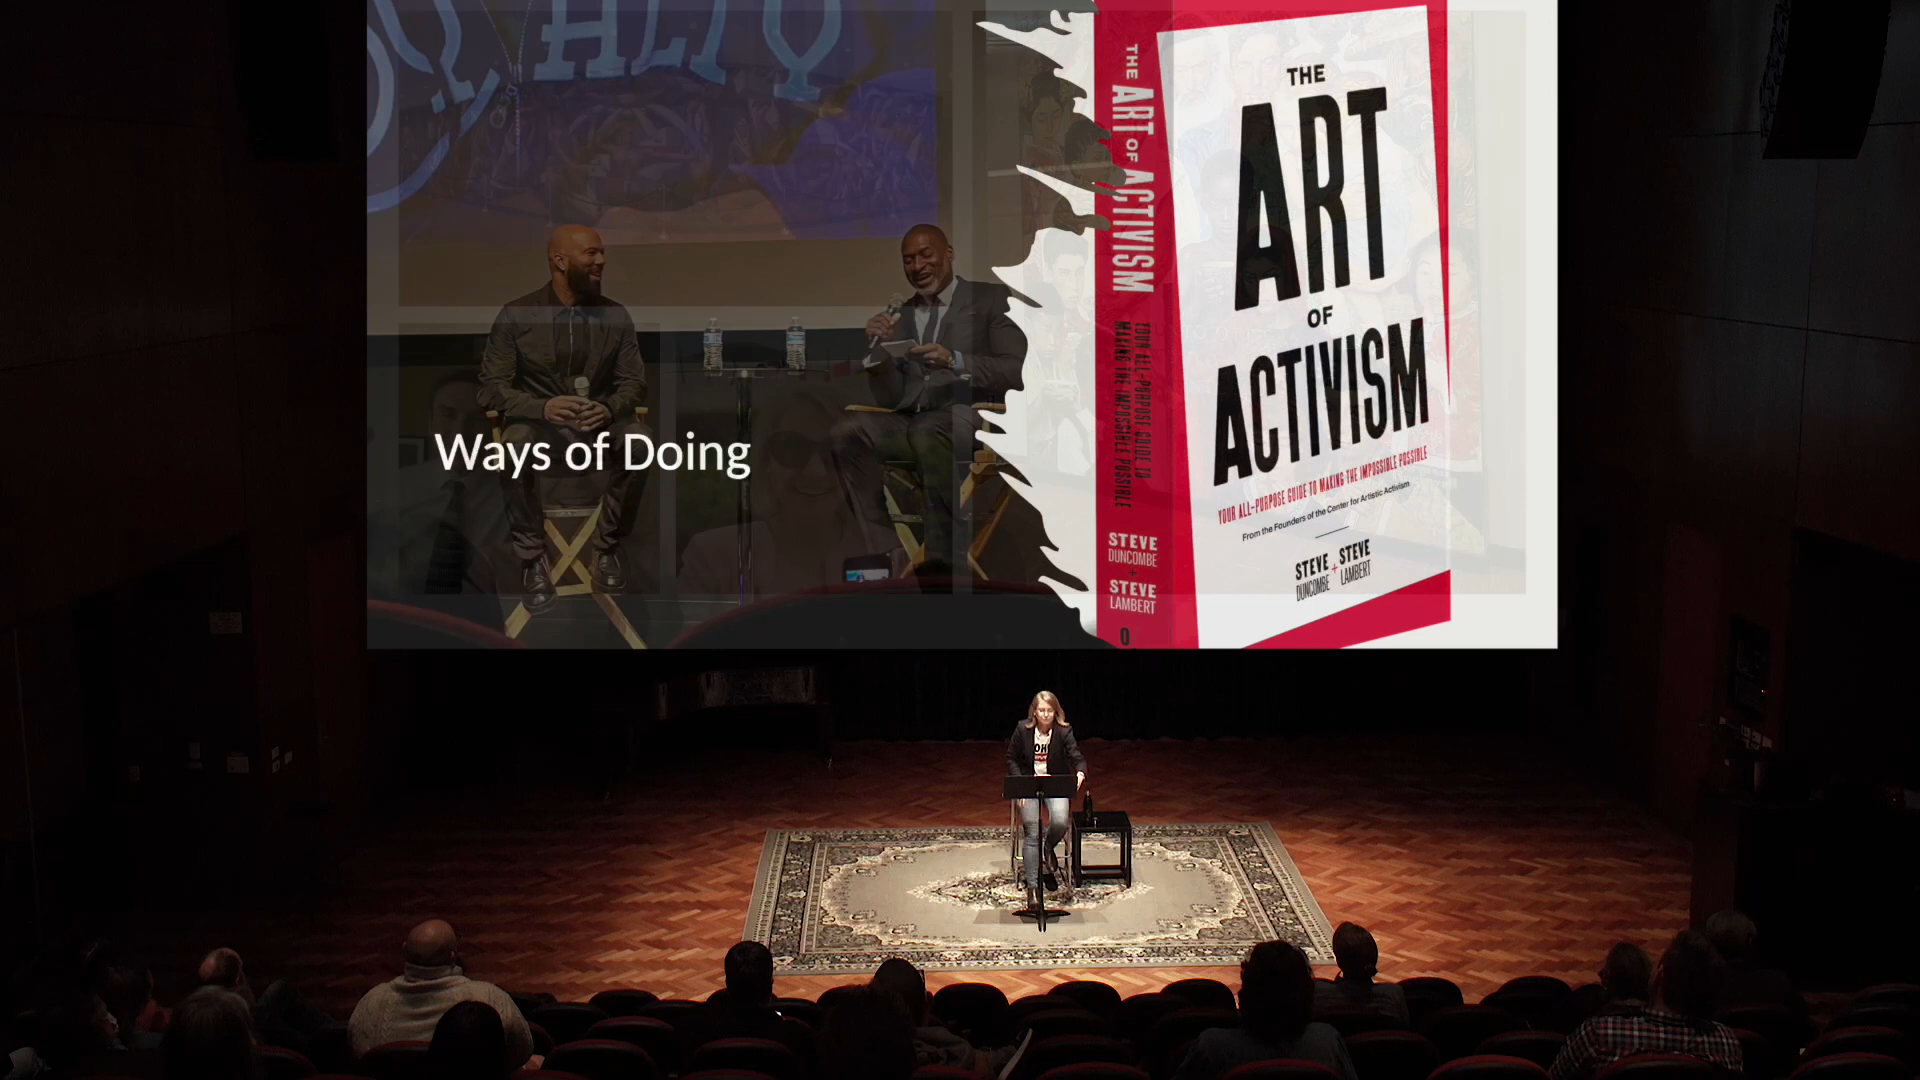 Ways of Doing
THE ART OF ACTIVISM
YOUR ALL-PURPOSE GUIDE TO
MAKING THE IMPOSSIBLE POSSIBLE
STEVE
DUNCOMBE
+
STEVE
LAMBERT
THE
ART
OF
ACTIVISM
YOUR ALL-PURPOSE GUIDE TO MAKING THE IMPOSSIBLE POSSIBLE
From the Founders of the Center for Artistic Activism
STEVE + STEVE
DUNCOMBE LAMBERT